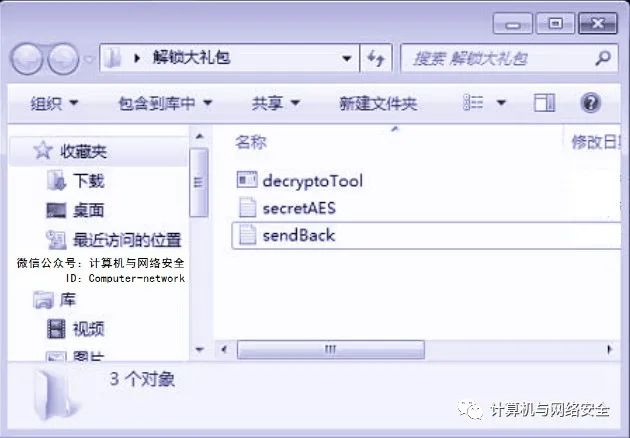 解锁大礼包
搜索 解锁大礼包
组织 包含到库中 共享 新建文件夹
名称
修改日
收藏夹
下载
桌面
最近访问的位置
微信公众号：计算机与网络安全
ID：Computer-network
库
视频
图片
decryptoTool
secretAES
sendBack
3 个对象
计算机与网络安全